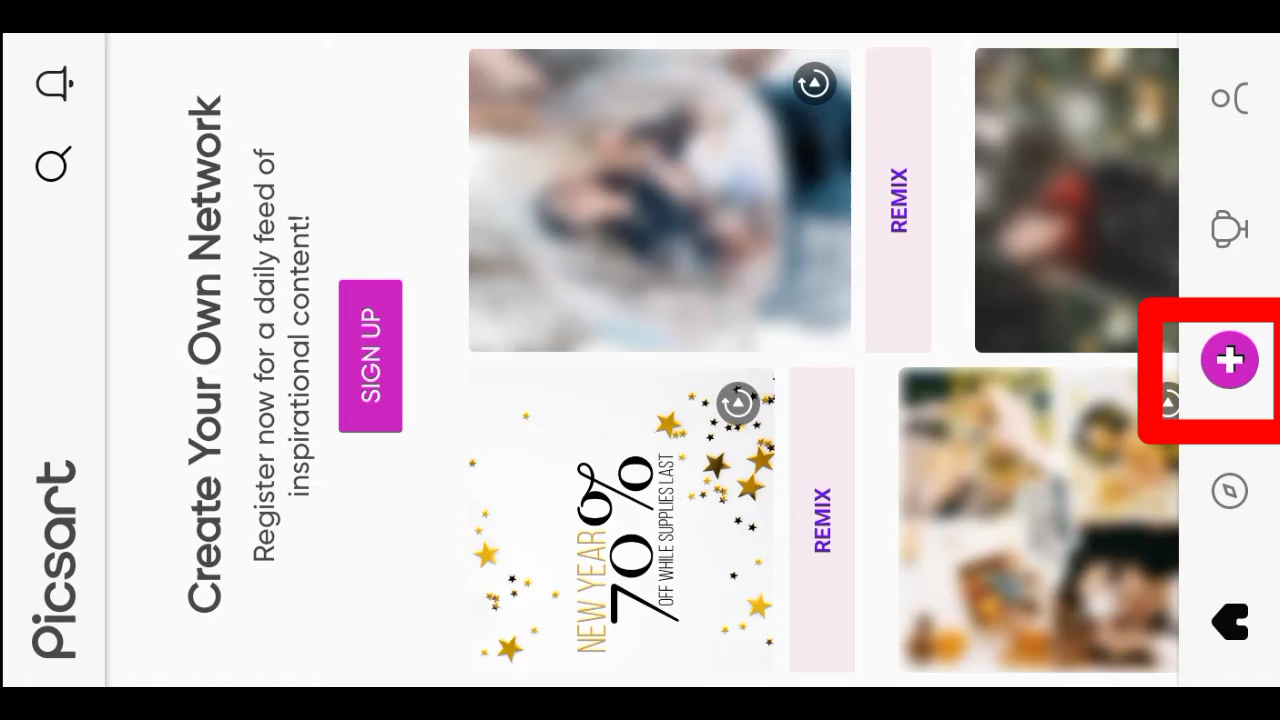 Picsart
Create Your Own Network
Register now for a daily feed of
inspirational content!
SIGN UP
NEW YEAR
70%
OFF WHILE SUPPLIES LAST
REMIX
REMIX